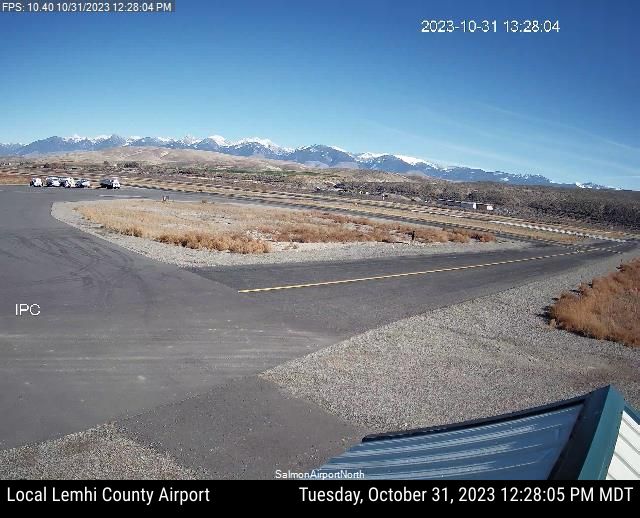 FPS: 10.40 10/31/2023 12:28:04 PM
2023-10-31 13:28:04
IPC
SalmonAirportNorth
Local Lemhi County Airport Tuesday, October 31, 2023 12:28:05 PM MDT